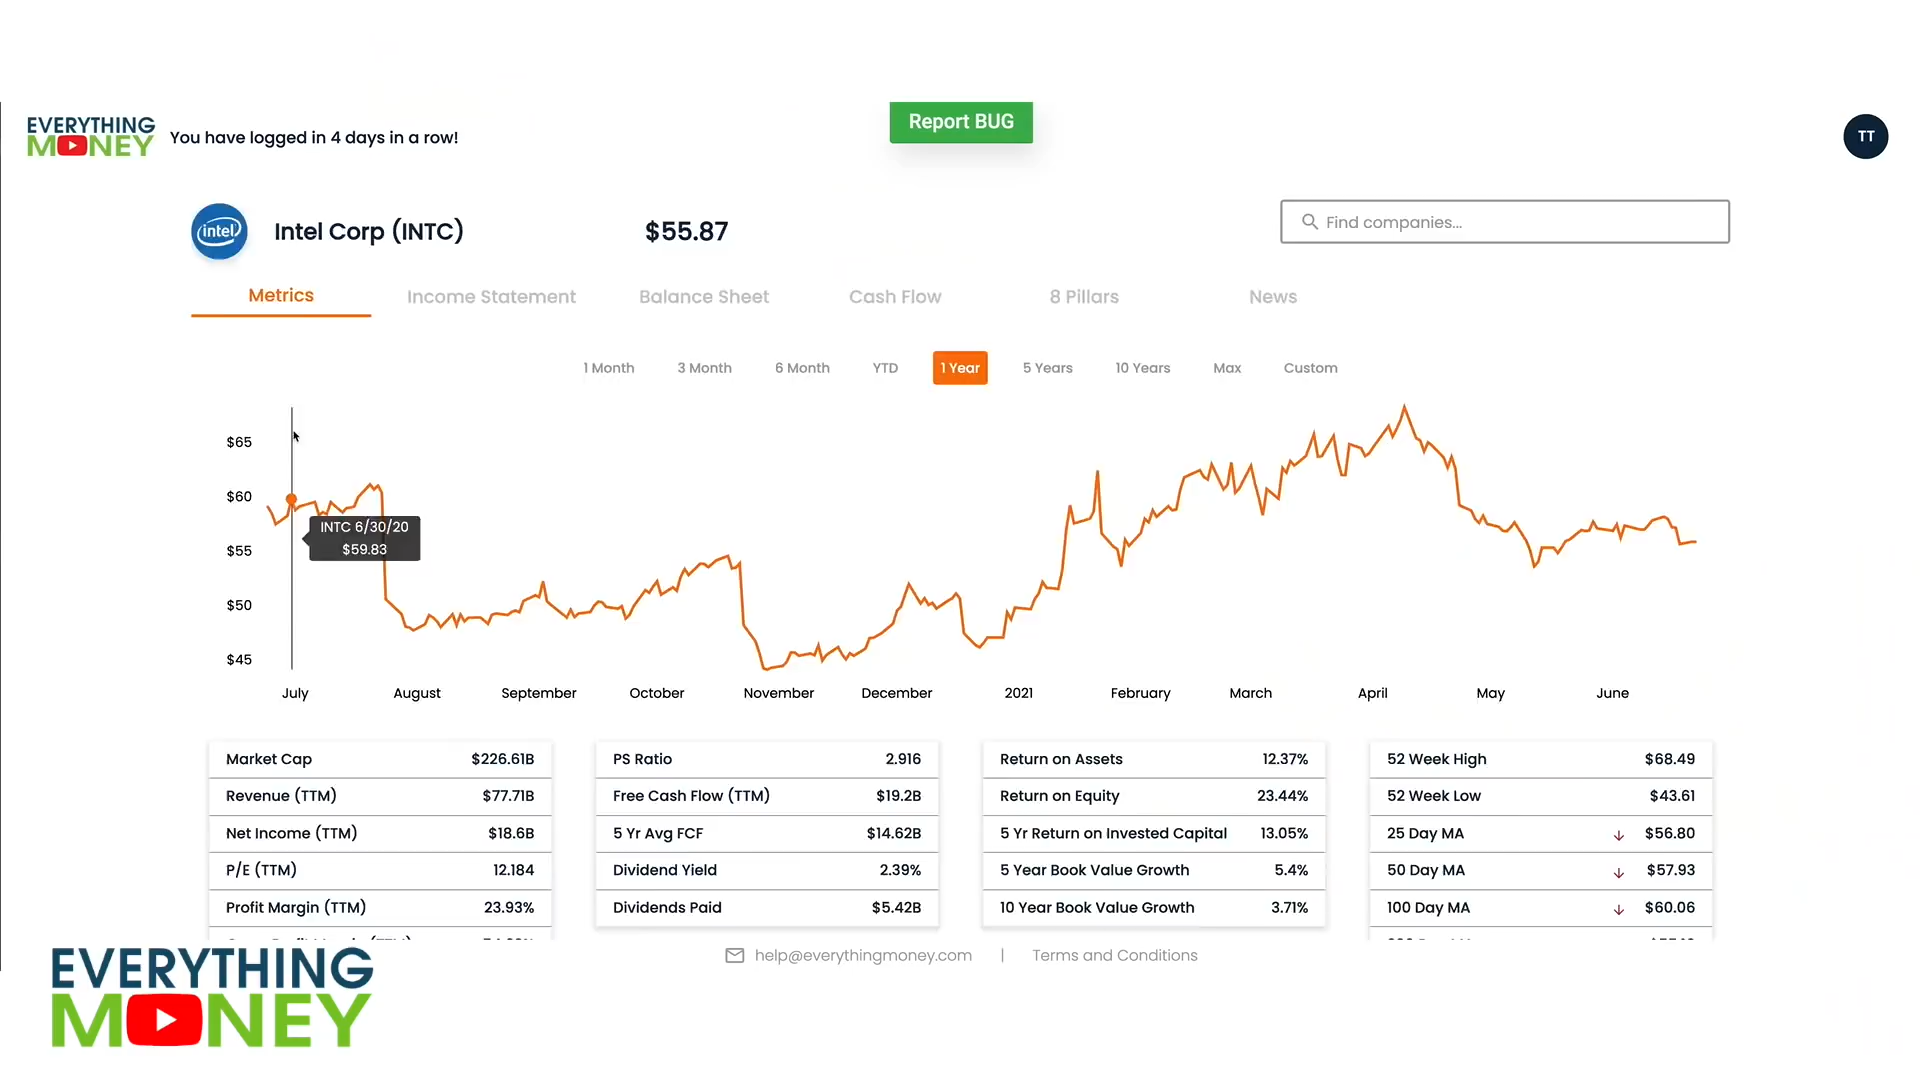 EVERYTHING
MONEY
You have logged in 4 days in a row!
Report BUG
TT
intel
Intel Corp (INTC)
$55.87
Find companies...
Metrics
Income Statement
Balance Sheet
Cash Flow
8 Pillars
News
1 Month
3 Month
6 Month
YTD
1 Year
5 Years
10 Years
Max
Custom
$65
$60
$55
$50
$45
INTC 6/30/20
$59.83
July
August
September
October
November
December
2021
February
March
April
May
June
Market Cap $226.61B
Revenue (TTM) $77.71B
Net Income (TTM) $18.6B
P/E (TTM) 12.184
Profit Margin (TTM) 23.93%
PS Ratio 2.916
Free Cash Flow (TTM) $19.2B
5 Yr Avg FCF $14.62B
Dividend Yield 2.39%
Dividends Paid $5.42B
Return on Assets 12.37%
Return on Equity 23.44%
5 Yr Return on Invested Capital 13.05%
5 Year Book Value Growth 5.4%
10 Year Book Value Growth 3.71%
52 Week High $68.49
52 Week Low $43.61
25 Day MA ↓ $56.80
50 Day MA ↓ $57.93
100 Day MA ↓ $60.06
help@everythingmoney.com | Terms and Conditions
EVERYTHING
MONEY